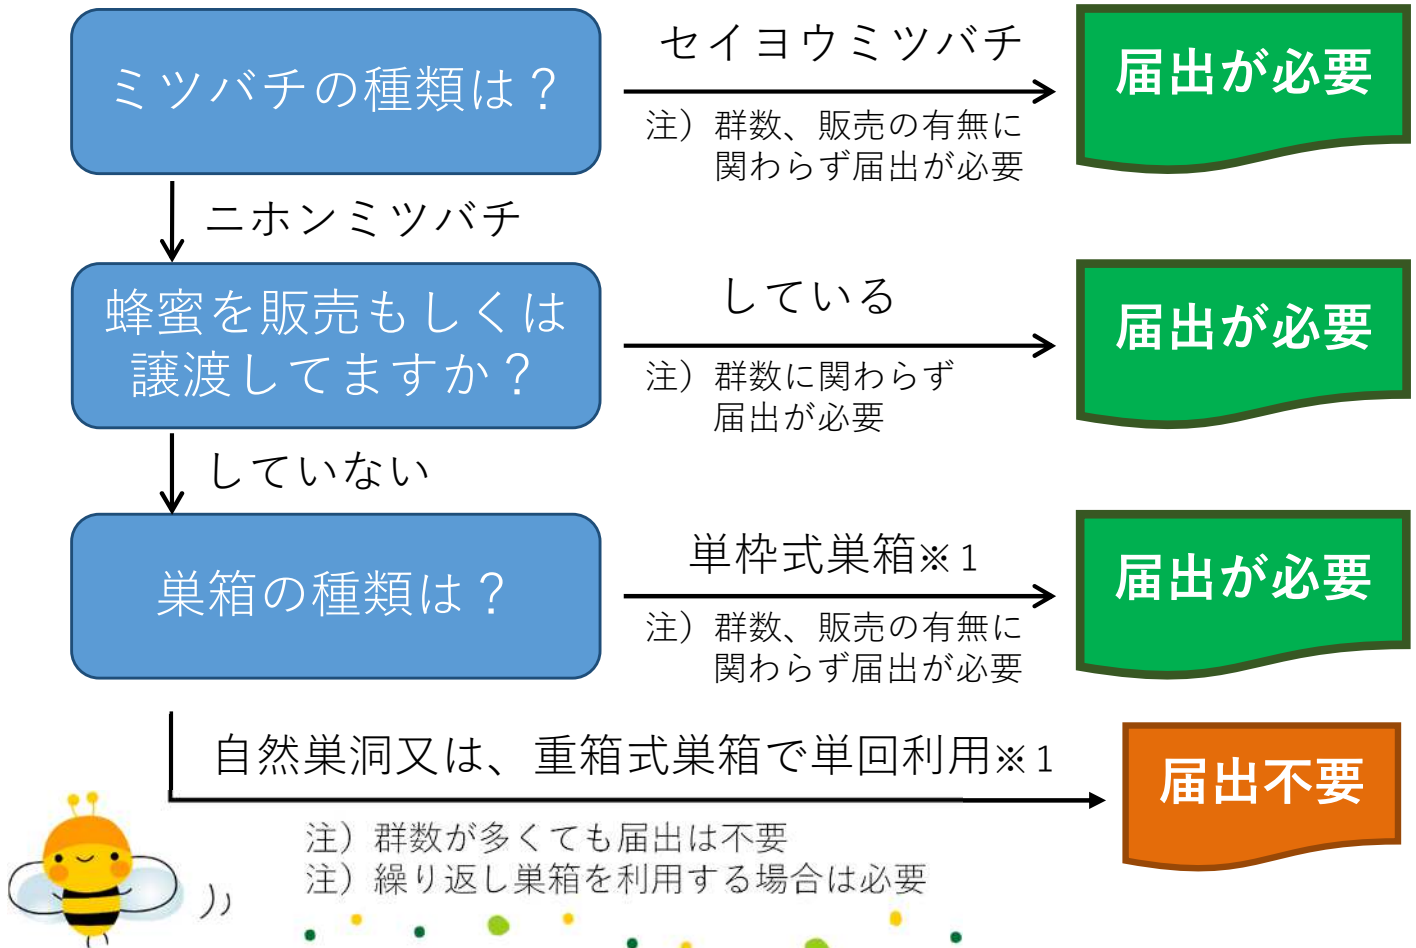 ミツバチの種類は？
セイヨウミツバチ
注）群数、販売の有無に
関わらず届出が必要
届出が必要
ニホンミツバチ
蜂蜜を販売もしくは
譲渡してますか？
している
注）群数に関わらず
届出が必要
届出が必要
していない
巣箱の種類は？
単枠式巣箱※1
注）群数、販売の有無に
関わらず届出が必要
届出が必要
自然巣洞又は、重箱式巣箱で単回利用※1
注）群数が多くても届出は不要
注）繰り返し巣箱を利用する場合は必要
届出不要